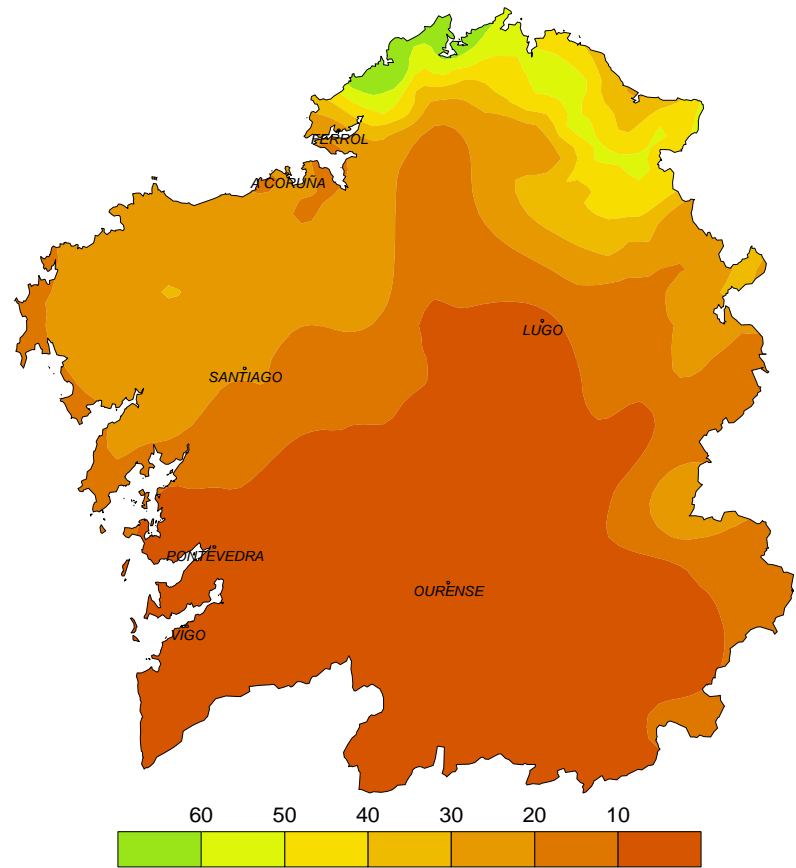 FERROL
A CORUÑA
LUGO
SANTIAGO
PONTEVEDRA
OURENSE
VIGO
60 50 40 30 20 10